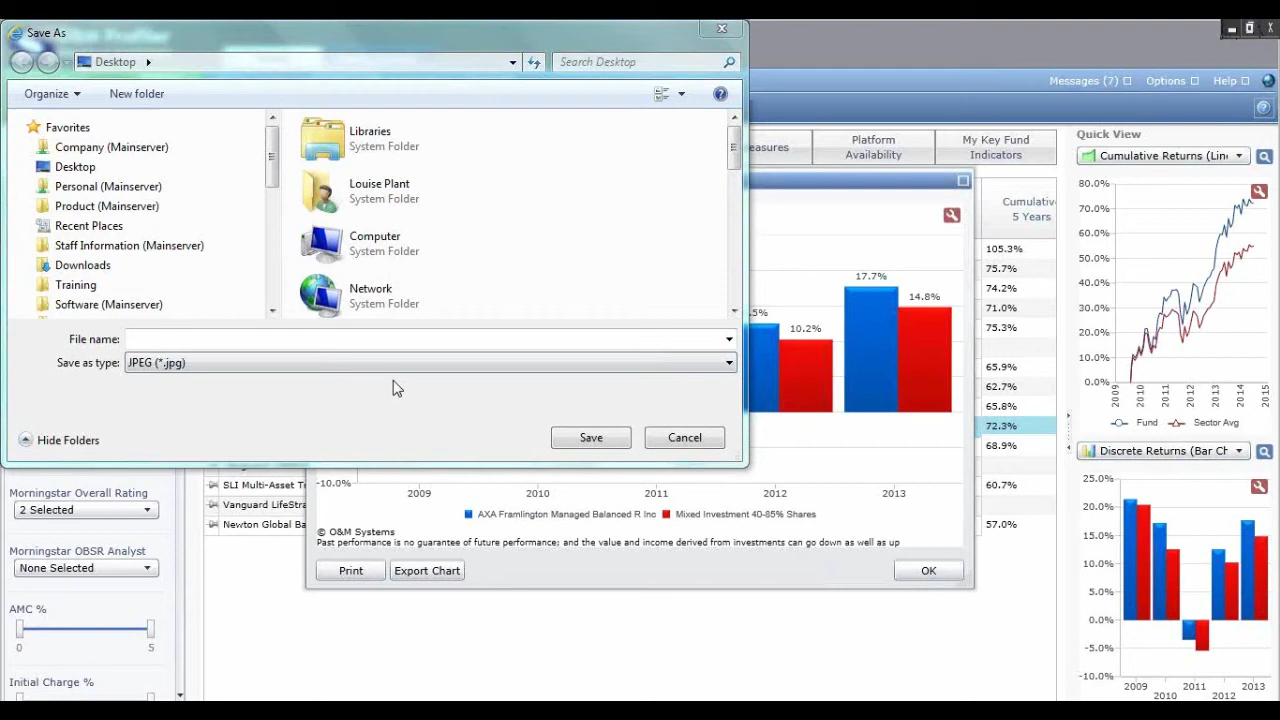 Save As
Desktop
Search Desktop
Organize
New folder
Favorites
Company (Mainserver)
Desktop
Personal (Mainserver)
Product (Mainserver)
Recent Places
Staff Information (Mainserver)
Downloads
Training
Software (Mainserver)
Libraries
System Folder
Louise Plant
System Folder
Computer
System Folder
Network
System Folder
File name:
Save as type: JPEG (*.jpg)
Hide Folders
Save
Cancel
Messages (7)
Options
Help
Platform
Availability
My Key Fund
Indicators
5 Years
105.3%
75.7%
74.2%
71.0%
75.3%
65.9%
62.7%
65.8%
72.3%
68.9%
60.7%
57.0%
10.2%
17.7%
14.8%
-10.0%
2009 2010 2011 2012 2013
AXA Framlington Managed Balanced R Inc
Mixed Investment 40-85% Shares
© O&M Systems
Past performance is no guarantee of future performance; and the value and income derived from investments can go down as well as up
Print
Export Chart
OK
SLI Multi-Asset
Vanguard
Newton Global
Morningstar Overall Rating
2 Selected
Morningstar OBSR Analyst
None Selected
AMC %
0 5
Initial Charge %
Quick View
Cumulative Returns
80.0%
70.0%
60.0%
50.0%
40.0%
30.0%
20.0%
10.0%
0.0%
2009 2010 2011 2012 2013 2014 2015
Fund
Sector Avg
Discrete Returns (Bar
25.0%
20.0%
15.0%
10.0%
5.0%
0.0%
-5.0%
-10.0%
2009 2010 2011 2012 2013